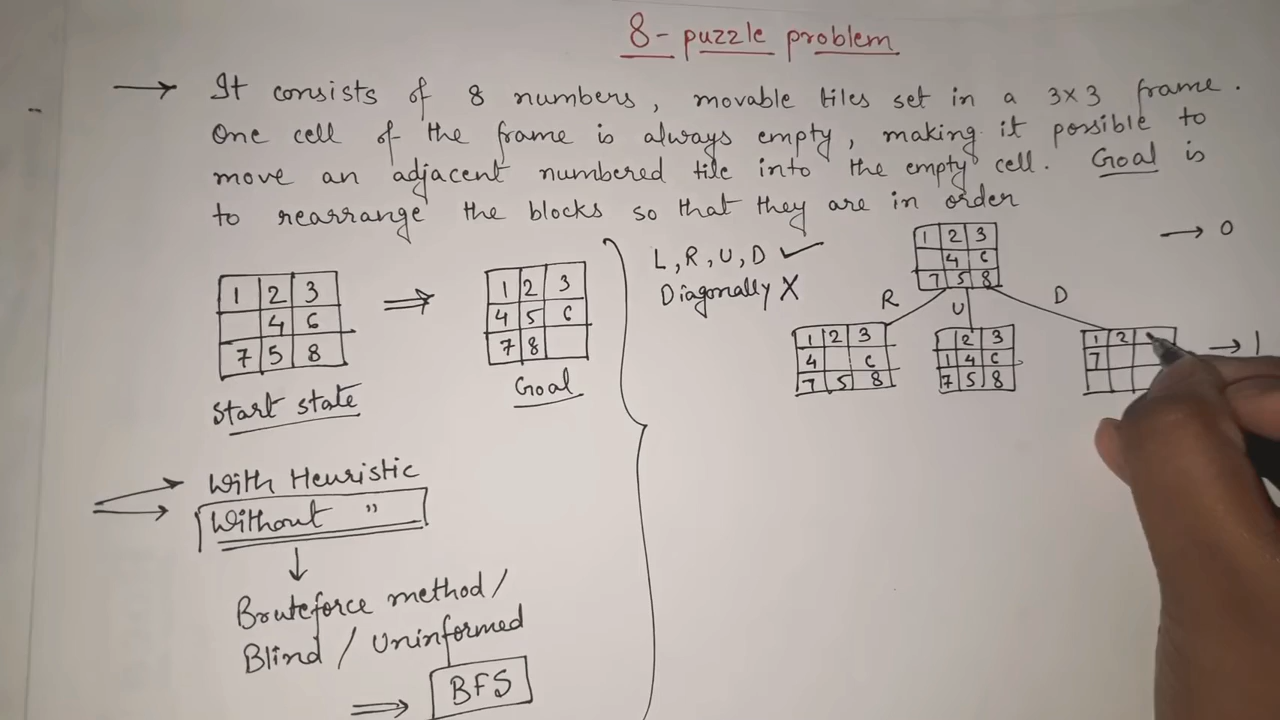 8- puzzle problem
It consists of 8 numbers, movable tiles set in a 3×3 frame.
One cell of the frame is always empty, making it possible to
move an adjacent numbered tile into the empty cell. Goal is
to rearrange the blocks so that they are in order
1 2 3
4 6
7 5 8
Start state
1 2 3
4 5 6
7 8
Goal
L, R, U, D ✓
Diagonally X
1 2 3
4 6
7 5 8
→ 0
R
U
D
1 2 3
4 6
7 5 8
2 3
1 4 6
7 5 8
1 2
7
→ 1
With Heuristic
Without "
Bruteforce method/
Blind / Uninformed
BFS